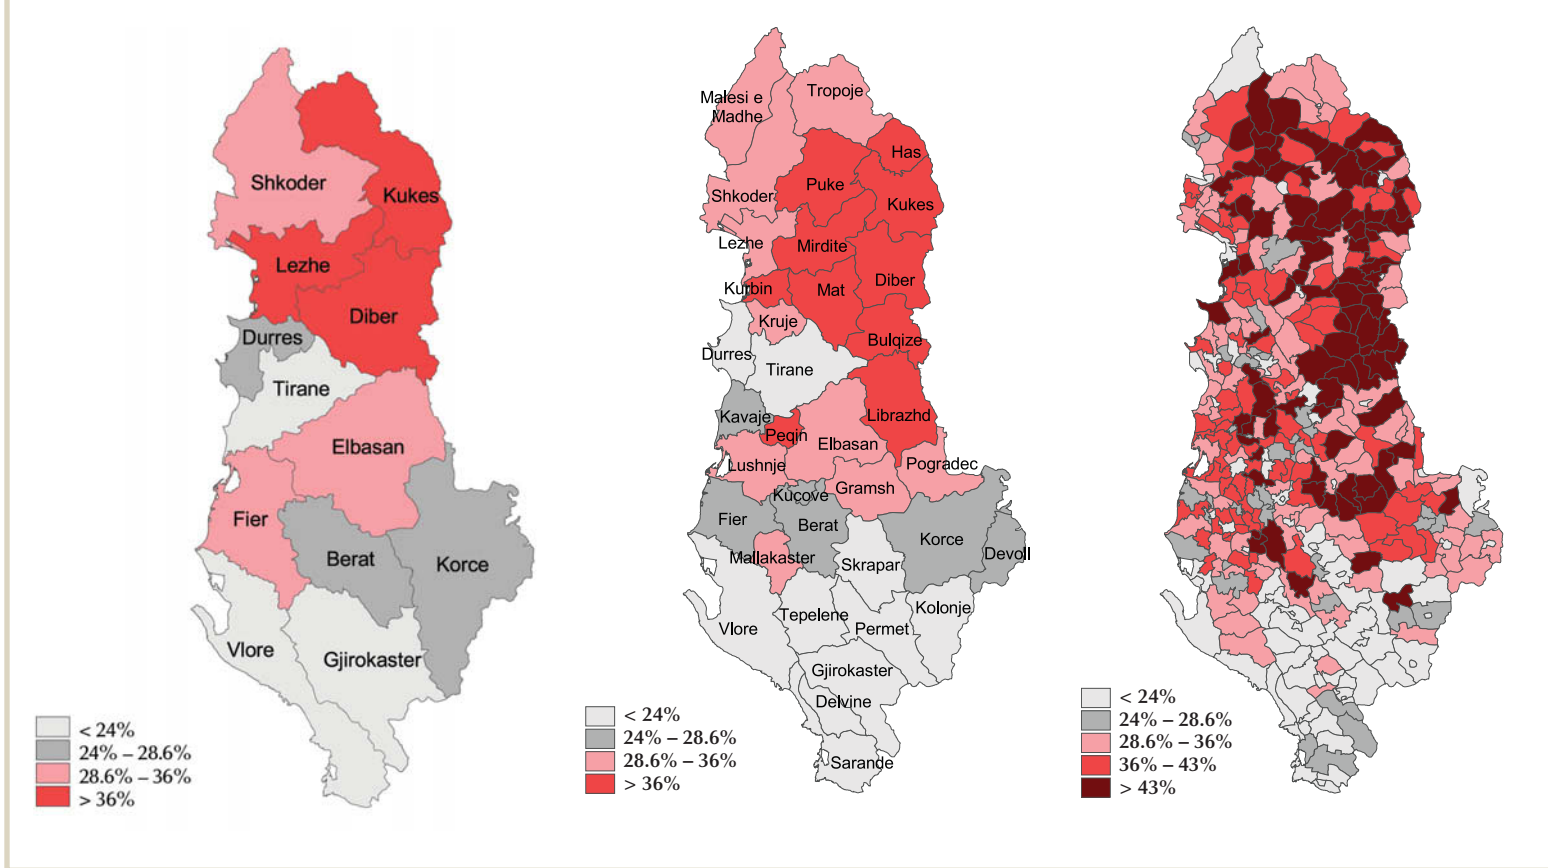 Shkoder
Kukes
Lezhe
Diber
Durres
Tirane
Elbasan
Fier
Berat
Korce
Vlore
Gjirokaster
< 24%
24% – 28.6%
28.6% – 36%
> 36%
Malesi e
Madhe
Tropoje
Has
Puke
Shkoder
Kukes
Lezhe
Mirdite
Diber
Kurbin
Mat
Kruje
Bulqize
Durres
Tirane
Kavaje
Librazhd
Peqin
Elbasan
Lushnje
Pogradec
Gramsh
Kucove
Fier
Berat
Korce
Devoll
Mallakaster
Skrapar
Kolonje
Tepelene
Vlore
Permet
Gjirokaster
Delvine
Sarande
< 24%
24% – 28.6%
28.6% – 36%
> 36%
< 24%
24% – 28.6%
28.6% – 36%
36% – 43%
> 43%